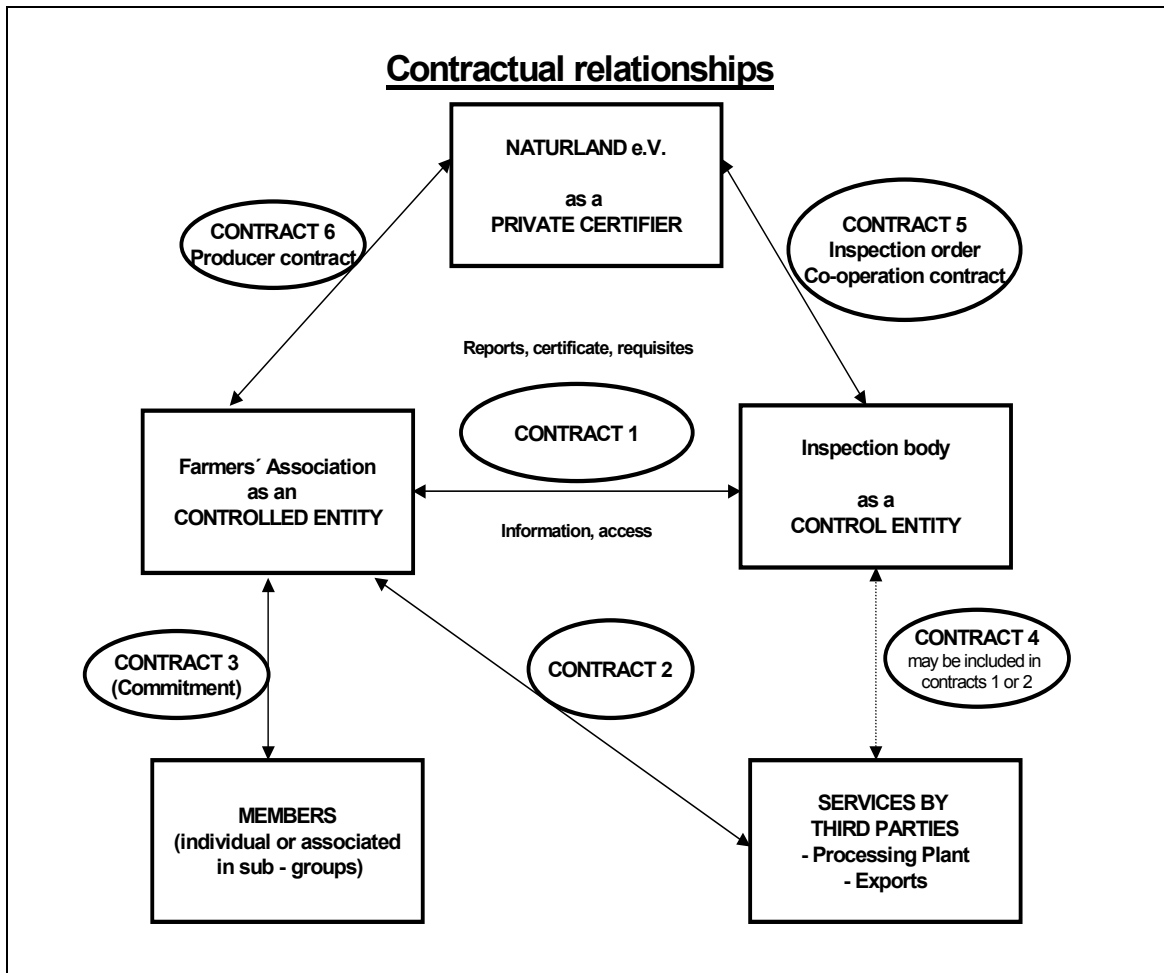 Contractual relationships
NATURLAND e.V.
as a
PRIVATE CERTIFIER
CONTRACT 6
Producer contract
CONTRACT 5
Inspection order
Co-operation contract
Reports, certificate, requisites
CONTRACT 1
Farmers´ Association
as an
CONTROLLED ENTITY
Inspection body
as a
CONTROL ENTITY
Information, access
CONTRACT 3
(Commitment)
CONTRACT 2
CONTRACT 4
may be included in
contracts 1 or 2
MEMBERS
(individual or associated
in sub - groups)
SERVICES BY
THIRD PARTIES
- Processing Plant
- Exports